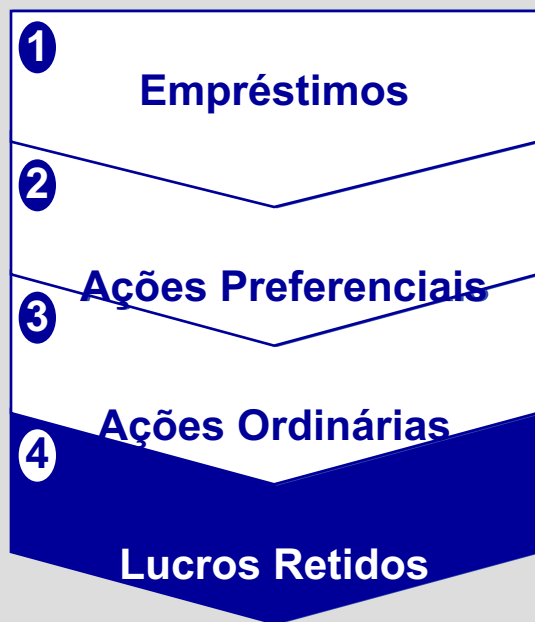 1
Empréstimos
2
Ações Preferenciais
3
Ações Ordinárias
4
Lucros Retidos